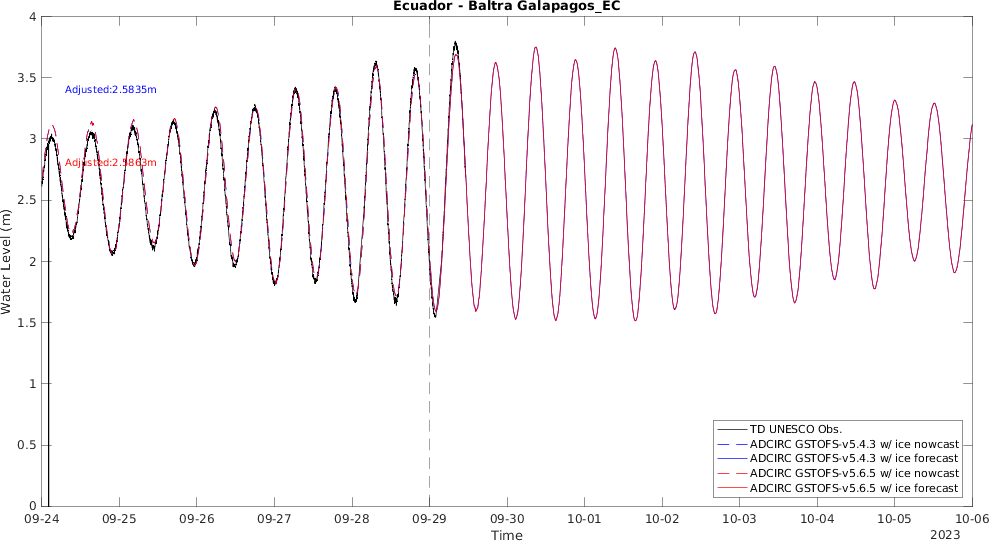 Ecuador - Baltra Galapagos_EC
4
3.5
3
2.5
2
1.5
1
0.5
0
Water Level (m)
Adjusted:2.5835m
Adjusted:2.5863m
TD UNESCO Obs.
ADCIRC GSTOFS-v5.4.3 w/ ice nowcast
ADCIRC GSTOFS-v5.4.3 w/ ice forecast
ADCIRC GSTOFS-v5.6.5 w/ ice nowcast
ADCIRC GSTOFS-v5.6.5 w/ ice forecast
09-24 09-25 09-26 09-27 09-28 09-29 09-30 10-01 10-02 10-03 10-04 10-05 10-06
Time
2023